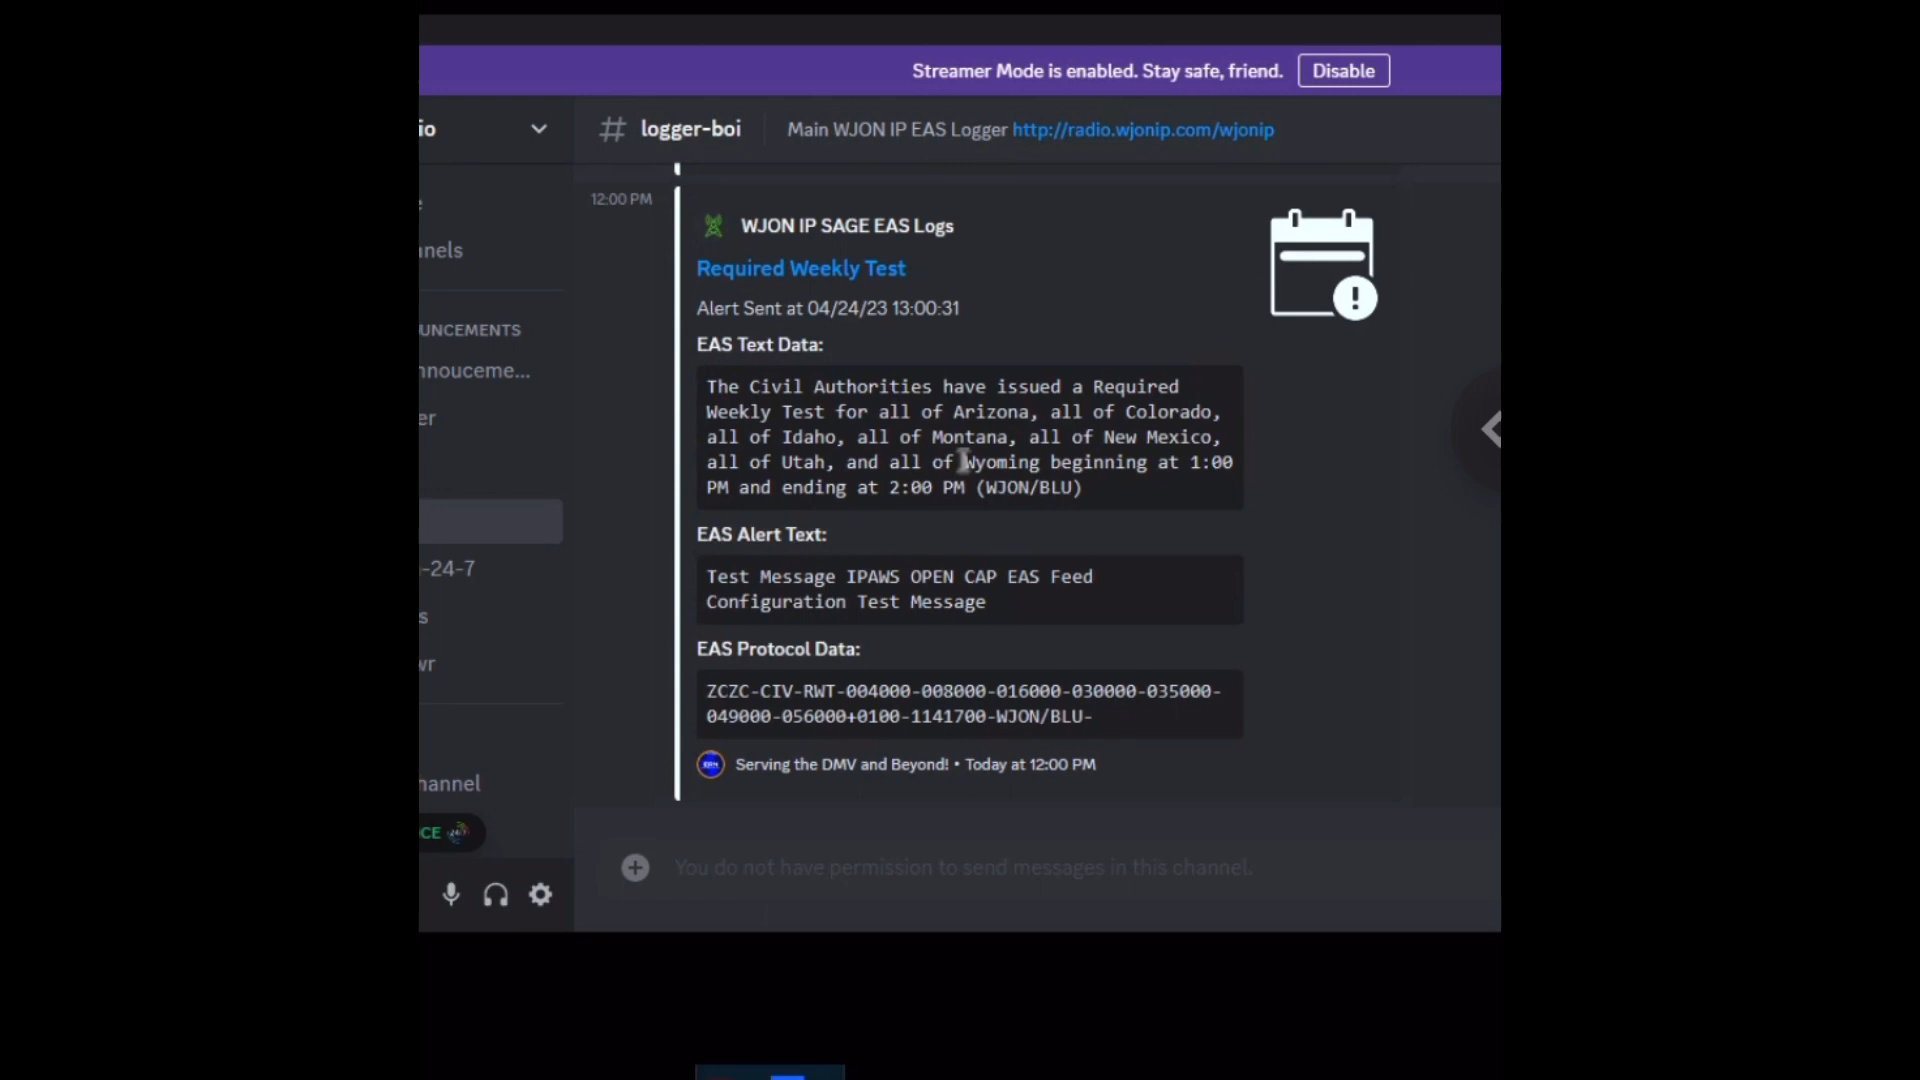 Streamer Mode is enabled. Stay safe, friend. Disable
io
# logger-boi Main WJON IP EAS Logger http://radio.wjonip.com/wjonip
12:00 PM
WJON IP SAGE EAS Logs
Required Weekly Test
Alert Sent at 04/24/23 13:00:31
EAS Text Data:
The Civil Authorities have issued a Required
Weekly Test for all of Arizona, all of Colorado,
all of Idaho, all of Montana, all of New Mexico,
all of Utah, and all of Wyoming beginning at 1:00
PM and ending at 2:00 PM (WJON/BLU)
EAS Alert Text:
Test Message IPAWS OPEN CAP EAS Feed
Configuration Test Message
EAS Protocol Data:
ZCZC-CIV-RWT-004000-008000-016000-030000-035000-
049000-056000+0100-1141700-WJON/BLU-
Serving the DMV and Beyond! • Today at 12:00 PM
You do not have permission to send messages in this channel.
nnels
UNCEMENTS
nnouceme...
er
-24-7
s
wr
hannel
CE